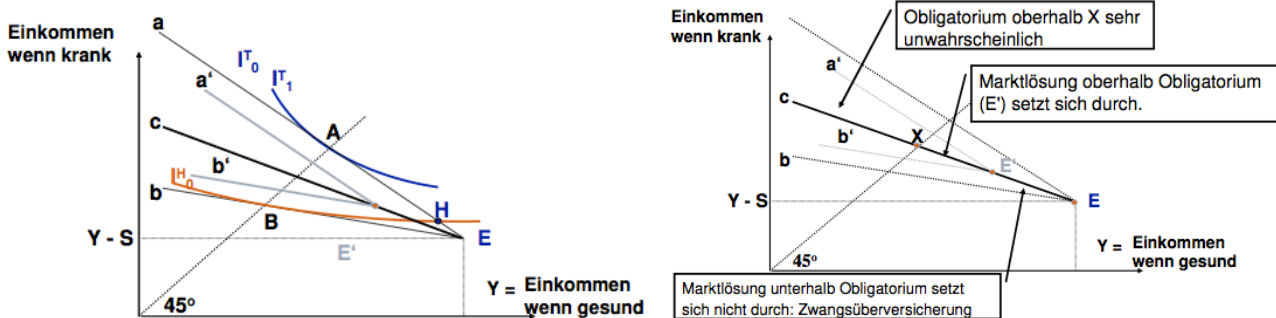 Einkommen
wenn krank
a
I^T_0
I^T_1
a'
A
c
b'
I^H_0
b
B
H
Y - S
E
E'
45°
Y = Einkommen
wenn gesund
Einkommen
wenn krank
Obligatorium oberhalb X sehr
unwahrscheinlich
a'
Marktlösung oberhalb Obligatorium
(E') setzt sich durch.
c
X
b'
b
E'
Y - S
E
45°
Y = Einkommen
wenn gesund
Marktlösung unterhalb Obligatorium setzt
sich nicht durch: Zwangsüberversicherung